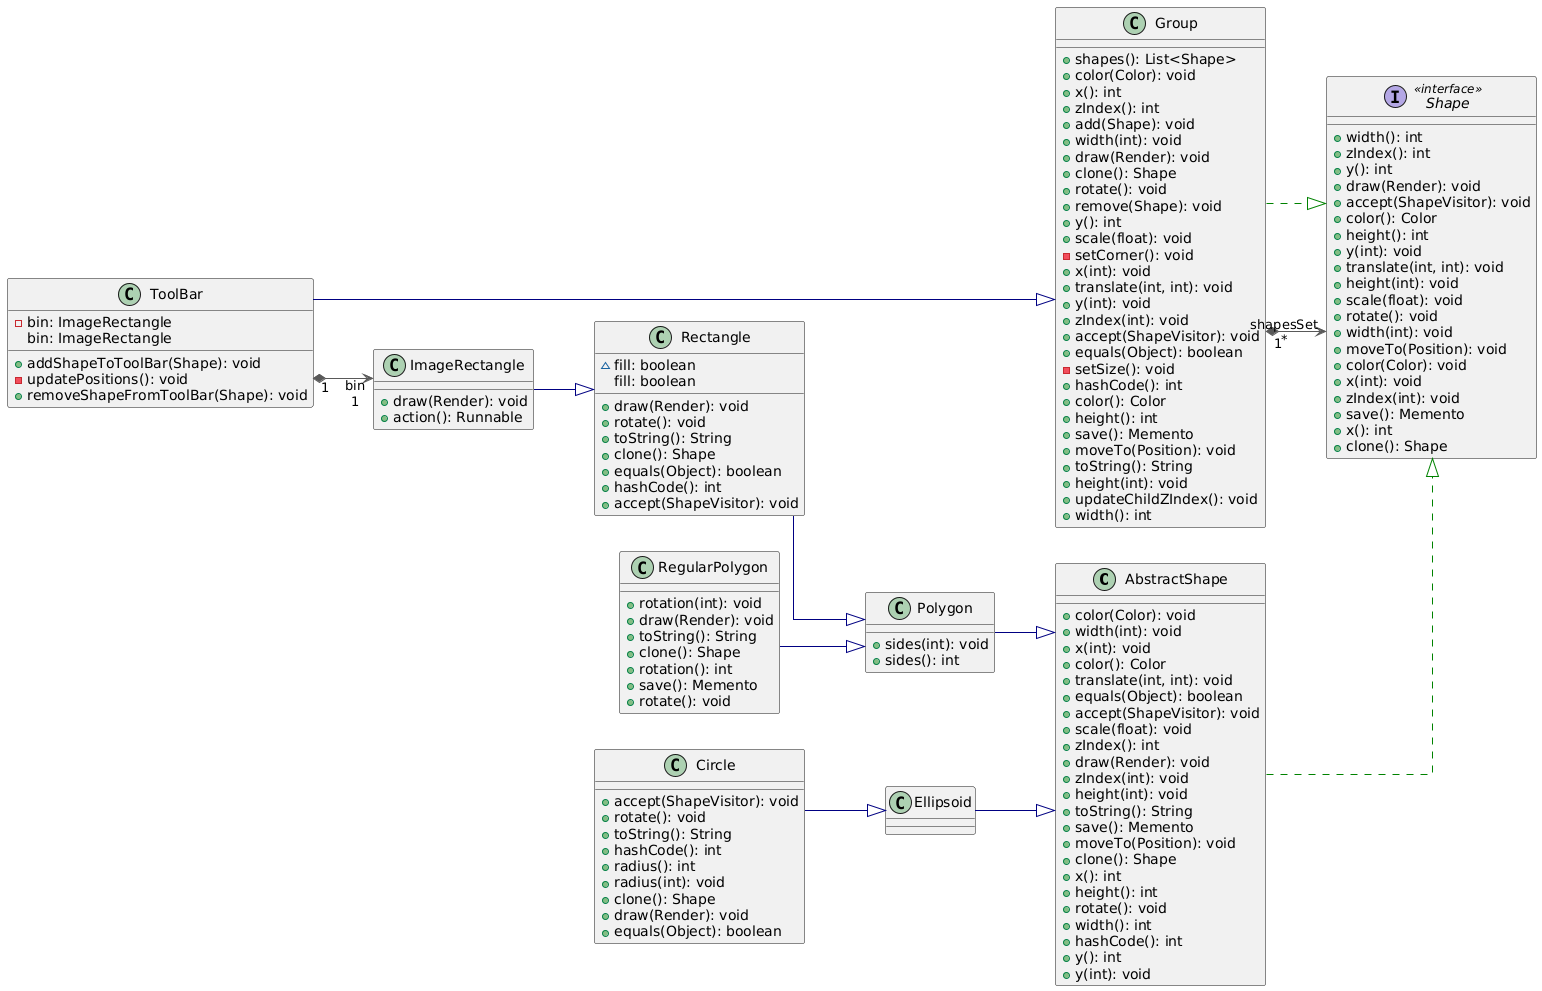 C Group
shapes(): List<Shape>
color(Color): void
x(): int
zIndex(): int
add(Shape): void
width(int): void
draw(Render): void
clone(): Shape
rotate(): void
remove(Shape): void
y(): int
scale(float): void
setCorner(): void
x(int): void
translate(int, int): void
y(int): void
zIndex(int): void
accept(ShapeVisitor): void
equals(Object): boolean
setSize(): void
hashCode(): int
color(): Color
height(): int
save(): Memento
moveTo(Position): void
toString(): String
height(int): void
updateChildZIndex(): void
width(): int
shapesSet
1
*
«interface»
I Shape
width(): int
zIndex(): int
y(): int
draw(Render): void
accept(ShapeVisitor): void
color(): Color
height(): int
y(int): void
translate(int, int): void
height(int): void
scale(float): void
rotate(): void
width(int): void
moveTo(Position): void
color(Color): void
x(int): void
zIndex(int): void
save(): Memento
x(): int
clone(): Shape
C ToolBar
bin: ImageRectangle
bin: ImageRectangle
addShapeToToolBar(Shape): void
updatePositions(): void
removeShapeFromToolBar(Shape): void
1
bin
1
C ImageRectangle
draw(Render): void
action(): Runnable
C Rectangle
~ fill: boolean
fill: boolean
draw(Render): void
rotate(): void
toString(): String
clone(): Shape
equals(Object): boolean
hashCode(): int
accept(ShapeVisitor): void
C RegularPolygon
rotation(int): void
draw(Render): void
toString(): String
clone(): Shape
rotation(): int
save(): Memento
rotate(): void
C Polygon
sides(int): void
sides(): int
C Circle
accept(ShapeVisitor): void
rotate(): void
toString(): String
hashCode(): int
radius(): int
radius(int): void
clone(): Shape
draw(Render): void
equals(Object): boolean
C Ellipsoid
C AbstractShape
color(Color): void
width(int): void
x(int): void
color(): Color
translate(int, int): void
equals(Object): boolean
accept(ShapeVisitor): void
scale(float): void
zIndex(): int
draw(Render): void
zIndex(int): void
height(int): void
toString(): String
save(): Memento
moveTo(Position): void
clone(): Shape
x(): int
height(): int
rotate(): void
width(): int
hashCode(): int
y(): int
y(int): void